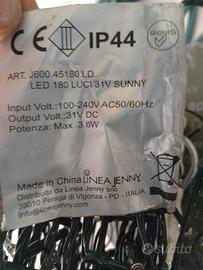 CE III IP44 RoHS
ART. J600.45180.LD
LED 180 LUCI 31V SUNNY
Input Volt.:100-240V AC50/60Hz
Output Volt.:31V DC
Potenza: Max .3.6W
Made in China LINEA JENNY
Distribuito da Linea Jenny snc
35010 Peraga di Vigonza - PD - ITALIA
info@lineajenny.com
subito